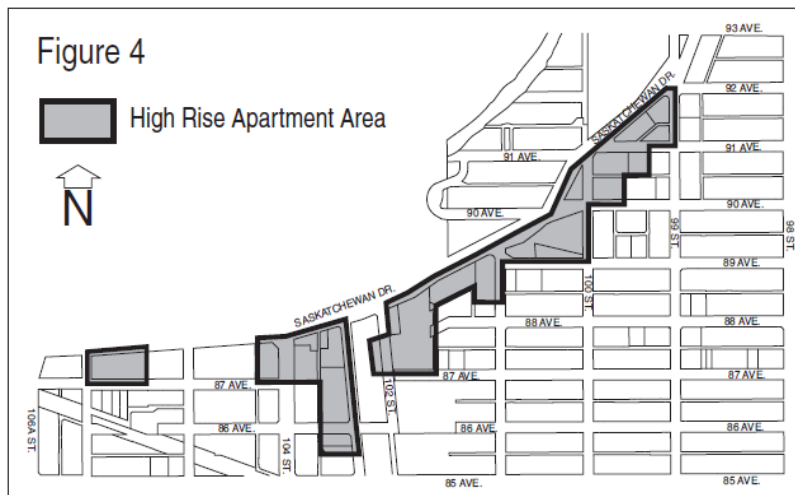 Figure 4
High Rise Apartment Area
N
93 AVE.
92 AVE.
SASKATCHEWAN DR.
91 AVE.
91 AVE.
90 AVE.
90 AVE.
99 ST.
98 ST.
89 AVE.
100 ST.
SASKATCHEWAN DR.
88 AVE.
88 AVE.
87 AVE.
87 AVE.
87 AVE.
102 ST.
106A ST.
86 AVE.
104 ST.
86 AVE.
86 AVE.
85 AVE.
85 AVE.